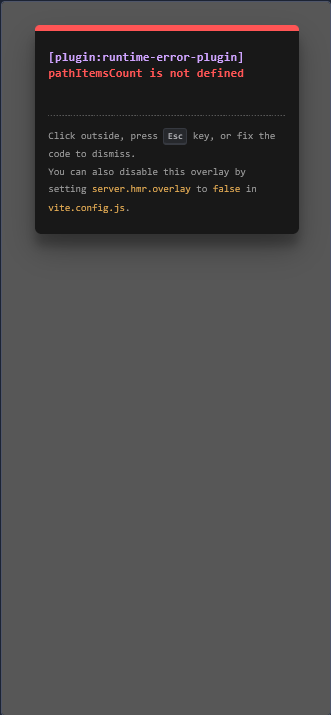 [plugin:runtime-error-plugin]
pathItemsCount is not defined
Click outside, press Esc key, or fix the
code to dismiss.
You can also disable this overlay by
setting server.hmr.overlay to false in
vite.config.js.